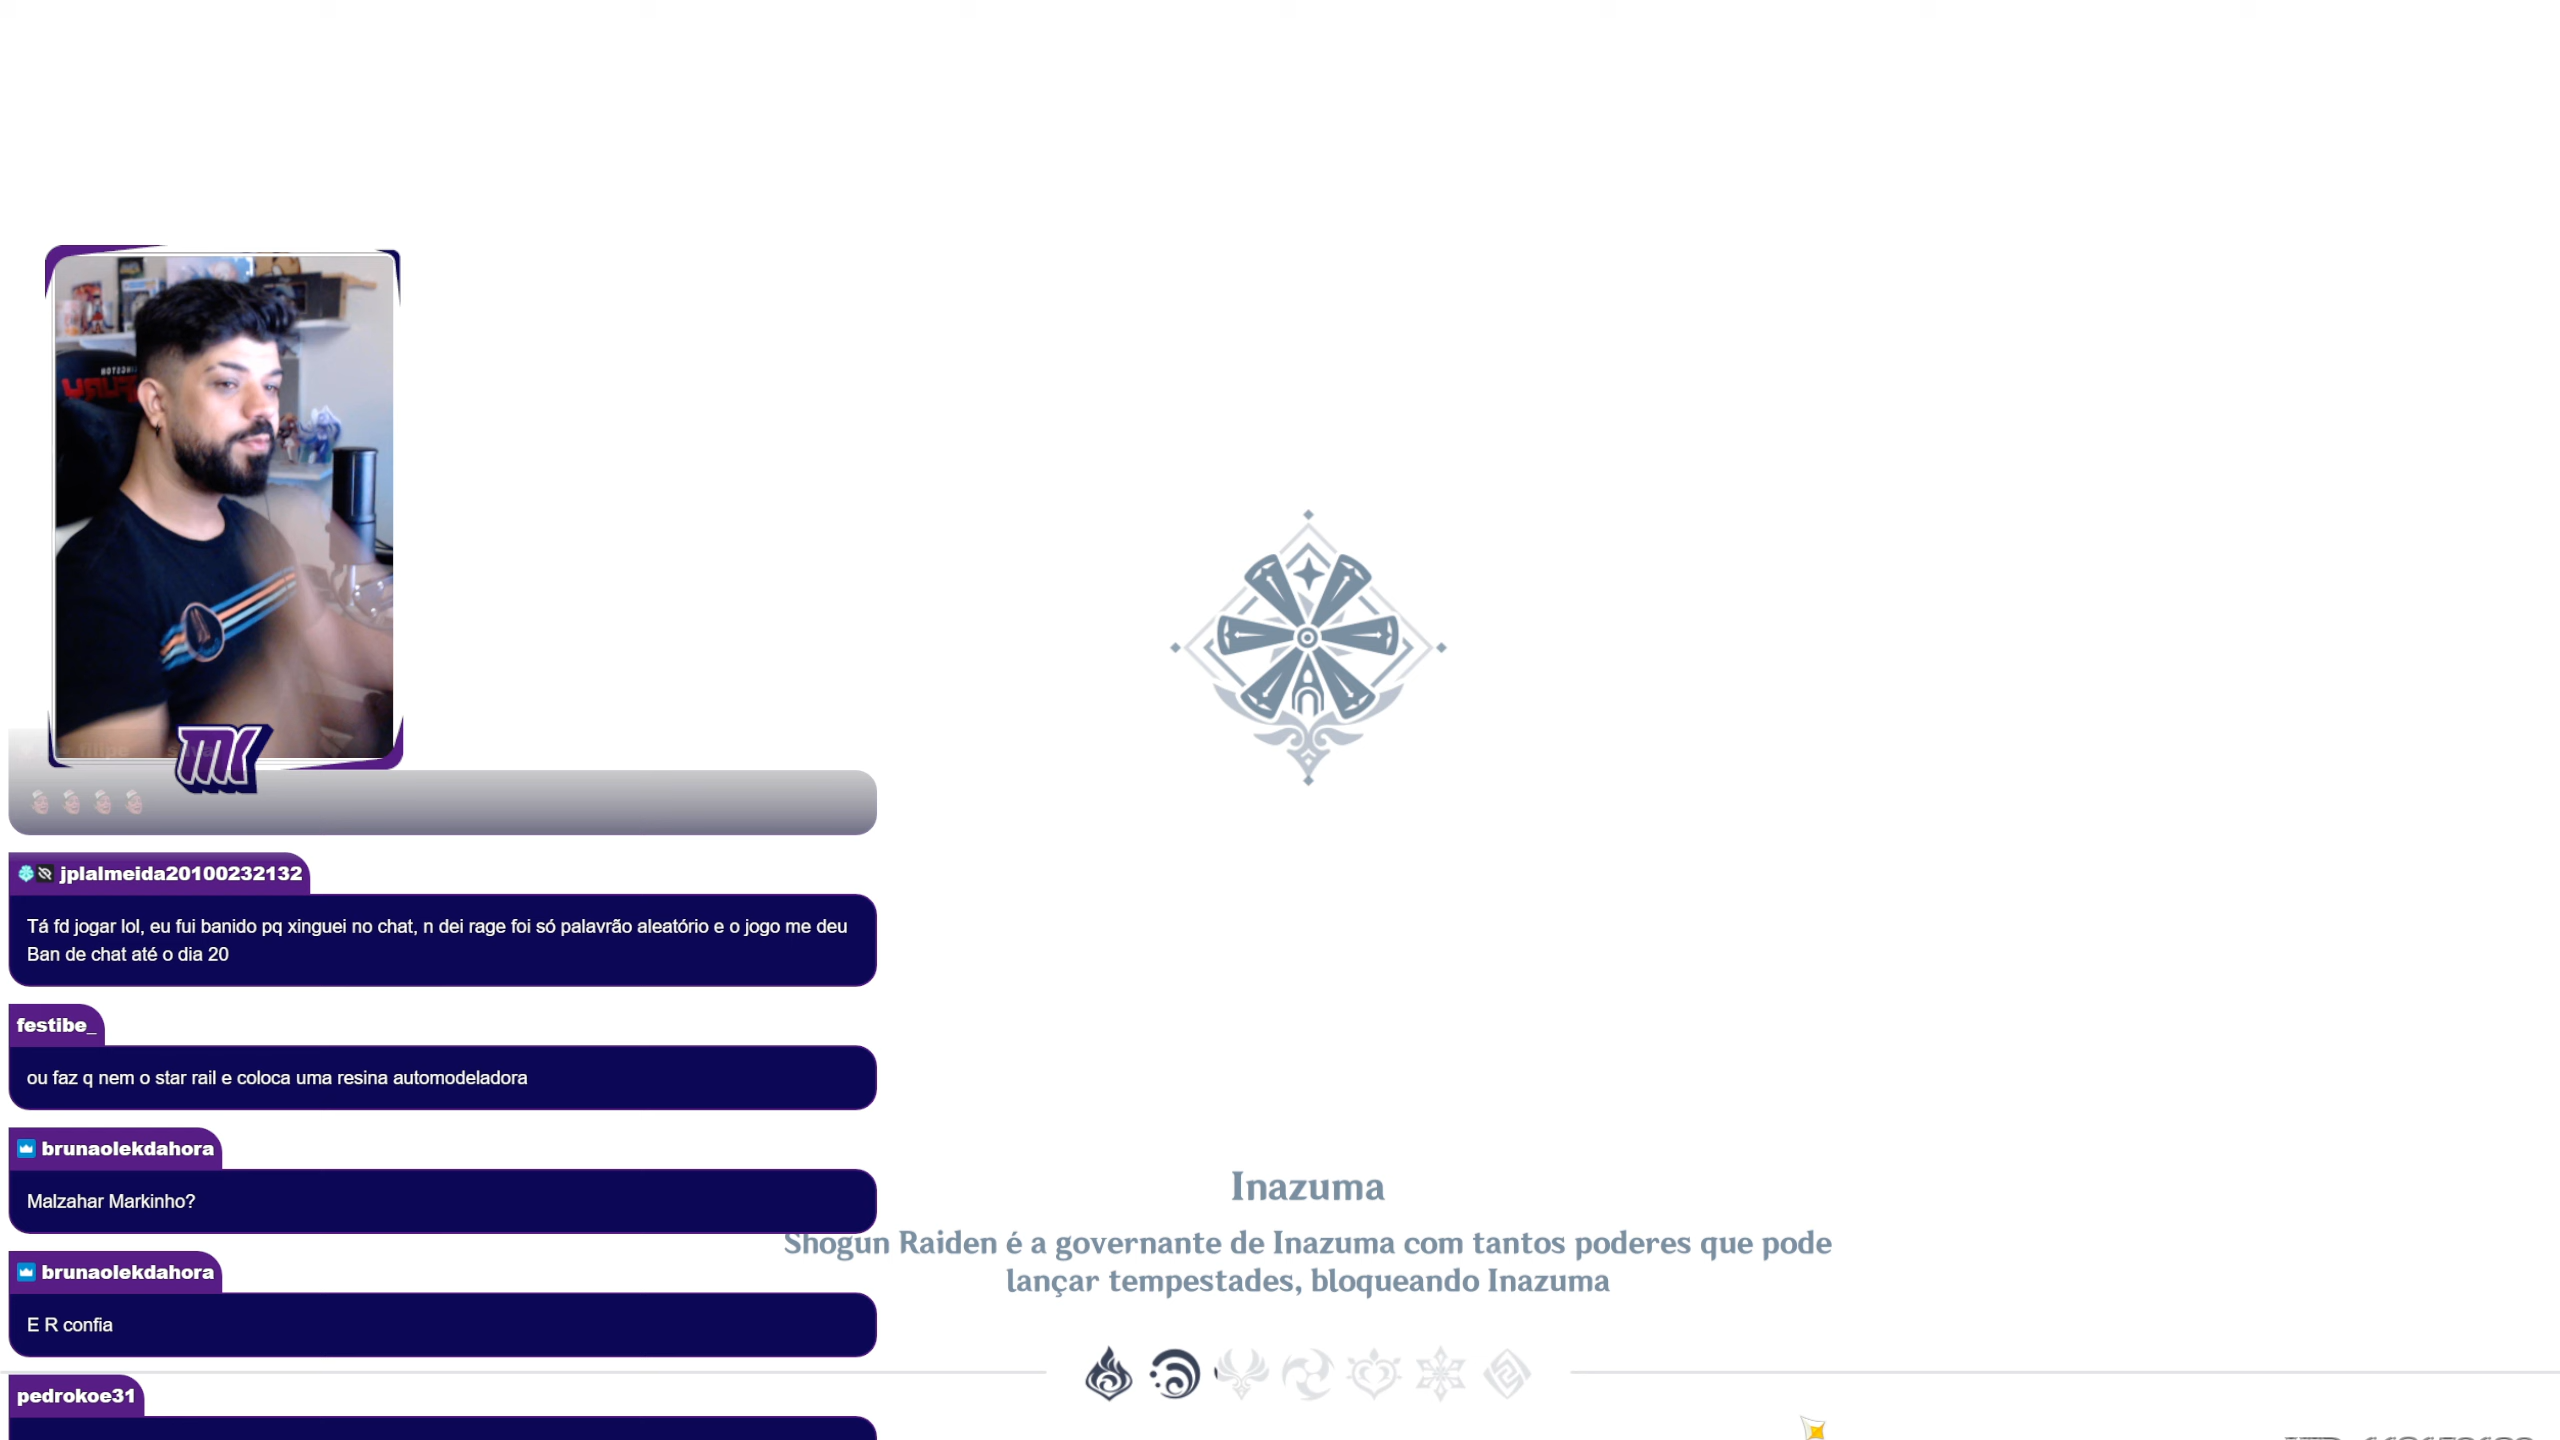 MK
jplalmeida20100232132
Tá fd jogar lol, eu fui banido pq xinguei no chat, n dei rage foi só palavrão aleatório e o jogo me deu
Ban de chat até o dia 20
festibe_
ou faz q nem o star rail e coloca uma resina automodeladora
brunaolekdahora
Malzahar Markinho?
brunaolekdahora
E R confia
pedrokoe31
Inazuma
Shogun Raiden é a governante de Inazuma com tantos poderes que pode
lançar tempestades, bloqueando Inazuma